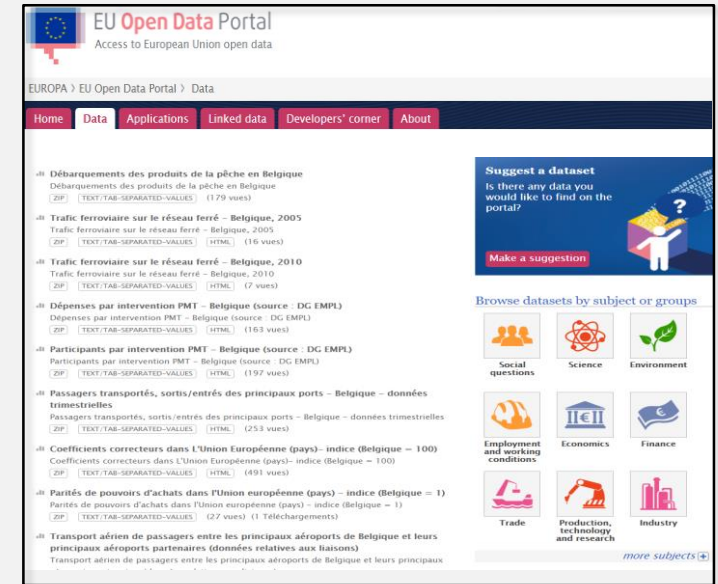 EU Open Data Portal
Access to European Union open data
EUROPA > EU Open Data Portal > Data
Home Data Applications Linked data Developers' corner About
Débarquements des produits de la pêche en Belgique
Débarquements des produits de la pêche en Belgique
ZIP TEXT/TAB-SEPARATED-VALUES (179 vues)
Trafic ferroviaire sur le réseau ferré – Belgique, 2005
Trafic ferroviaire sur le réseau ferré – Belgique, 2005
ZIP TEXT/TAB-SEPARATED-VALUES HTML (16 vues)
Trafic ferroviaire sur le réseau ferré – Belgique, 2010
Trafic ferroviaire sur le réseau ferré – Belgique, 2010
ZIP TEXT/TAB-SEPARATED-VALUES HTML (7 vues)
Dépenses par intervention PMT – Belgique (source : DG EMPL)
Dépenses par intervention PMT – Belgique (source : DG EMPL)
ZIP TEXT/TAB-SEPARATED-VALUES HTML (163 vues)
Participants par intervention PMT – Belgique (source : DG EMPL)
Participants par intervention PMT – Belgique (source : DG EMPL)
ZIP TEXT/TAB-SEPARATED-VALUES HTML (197 vues)
Passagers transportés, sortis/entrés des principaux ports – Belgique – données
trimestrielles
Passagers transportés, sortis/entrés des principaux ports – Belgique – données trimestrielles
ZIP TEXT/TAB-SEPARATED-VALUES HTML (253 vues)
Coefficients correcteurs dans L'Union Européenne (pays)– indice (Belgique = 100)
Coefficients correcteurs dans L'Union Européenne (pays)– indice (Belgique = 100)
ZIP TEXT/TAB-SEPARATED-VALUES HTML (491 vues)
Parités de pouvoirs d'achats dans l'Union européenne (pays) – indice (Belgique = 1)
Parités de pouvoirs d'achats dans l'Union européenne (pays) – indice (Belgique = 1)
ZIP TEXT/TAB-SEPARATED-VALUES (27 vues) (1 Téléchargements)
Transport aérien de passagers entre les principaux aéroports de Belgique et leurs
principaux aéroports partenaires (données relatives aux liaisons)
Transport aérien de passagers entre les principaux aéroports de Belgique et leurs principaux
Suggest a dataset
Is there any data you
would like to find on the
portal?
Make a suggestion
Browse datasets by subject or groups
Social
questions
Science
Environment
Employment
and working
conditions
Economics
Finance
Trade
Production,
technology
and research
Industry
more subjects